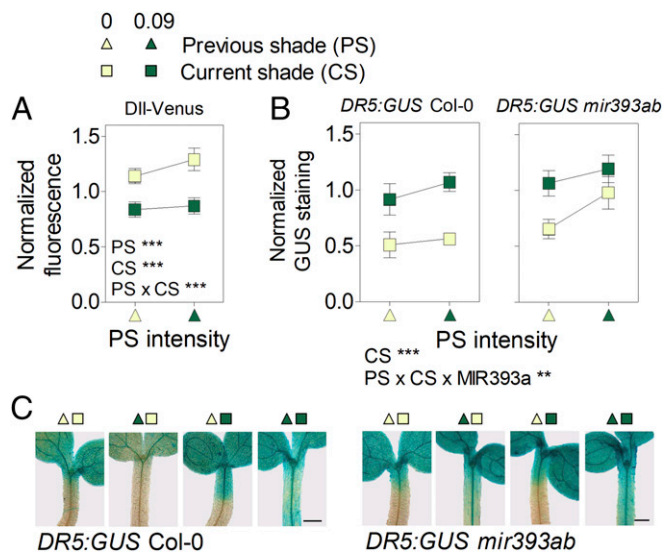 0 0.09
Previous shade (PS)
Current shade (CS)
A
DII-Venus
Normalized
fluorescence
1.5
1.0
0.5
0.0
PS ***
CS ***
PS x CS ***
PS intensity
B
DR5:GUS Col-0
DR5:GUS mir393ab
Normalized
GUS staining
1.5
1.0
0.5
0.0
PS intensity
CS ***
PS x CS x MIR393a **
C
DR5:GUS Col-0
DR5:GUS mir393ab